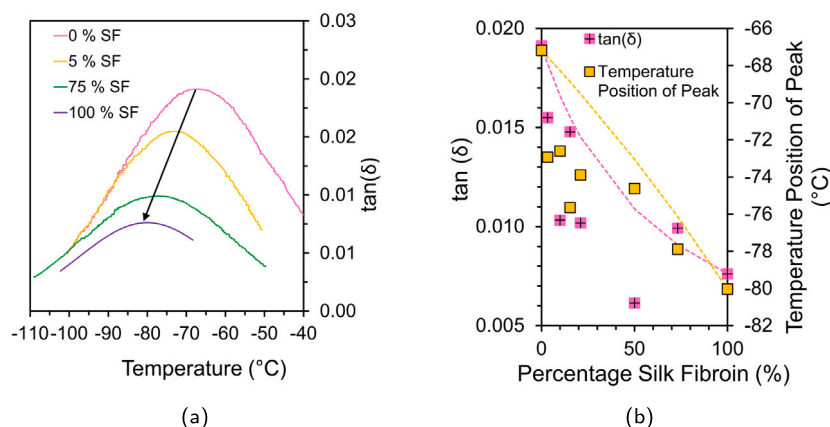 0 % SF
5 % SF
75 % SF
100 % SF
0.03
0.02
0.02
0.01
0.01
0.00
tan(δ)
-110 -100 -90 -80 -70 -60 -50 -40
Temperature (°C)
(a)
tan(δ)
Temperature
Position of Peak
0.020
0.015
0.010
0.005
tan (δ)
-66
-68
-70
-72
-74
-76
-78
-80
-82
Temperature Position of Peak
(°C)
0 50 100
Percentage Silk Fibroin (%)
(b)